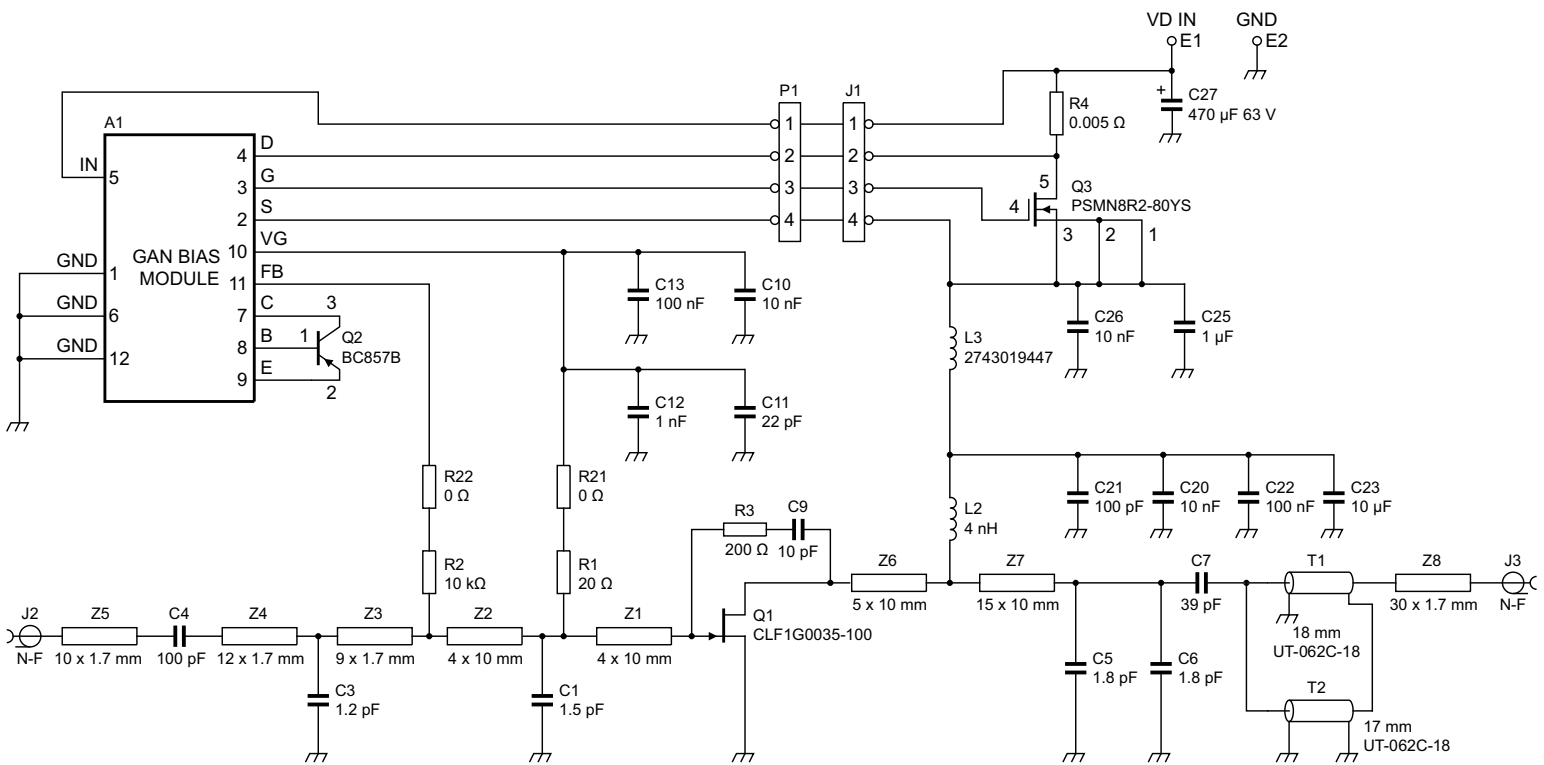 VD IN
GND
E1
E2
P1
J1
+
C27
470 µF 63 V
R4
0.005 Ω
A1
IN
5
4
D
3
G
2
S
10
VG
11
FB
7
C
8
B
9
E
GND
1
GND
6
GND
12
GAN BIAS
MODULE
1
2
3
4
1
2
3
4
3
1
2
Q2
BC857B
5
4
Q3
PSMN8R2-80YS
3
2
1
C13
100 nF
C10
10 nF
C26
10 nF
C25
1 µF
L3
2743019447
C12
1 nF
C11
22 pF
R22
0 Ω
R21
0 Ω
C21
100 pF
C20
10 nF
C22
100 nF
C23
10 µF
R3
200 Ω
C9
10 pF
L2
4 nH
R2
10 kΩ
R1
20 Ω
Z6
5 x 10 mm
Z7
15 x 10 mm
C7
39 pF
T1
18 mm
UT-062C-18
Z8
30 x 1.7 mm
J3
N-F
J2
N-F
Z5
10 x 1.7 mm
C4
100 pF
Z4
12 x 1.7 mm
Z3
9 x 1.7 mm
Z2
4 x 10 mm
Z1
4 x 10 mm
Q1
CLF1G0035-100
C3
1.2 pF
C1
1.5 pF
C5
1.8 pF
C6
1.8 pF
T2
17 mm
UT-062C-18